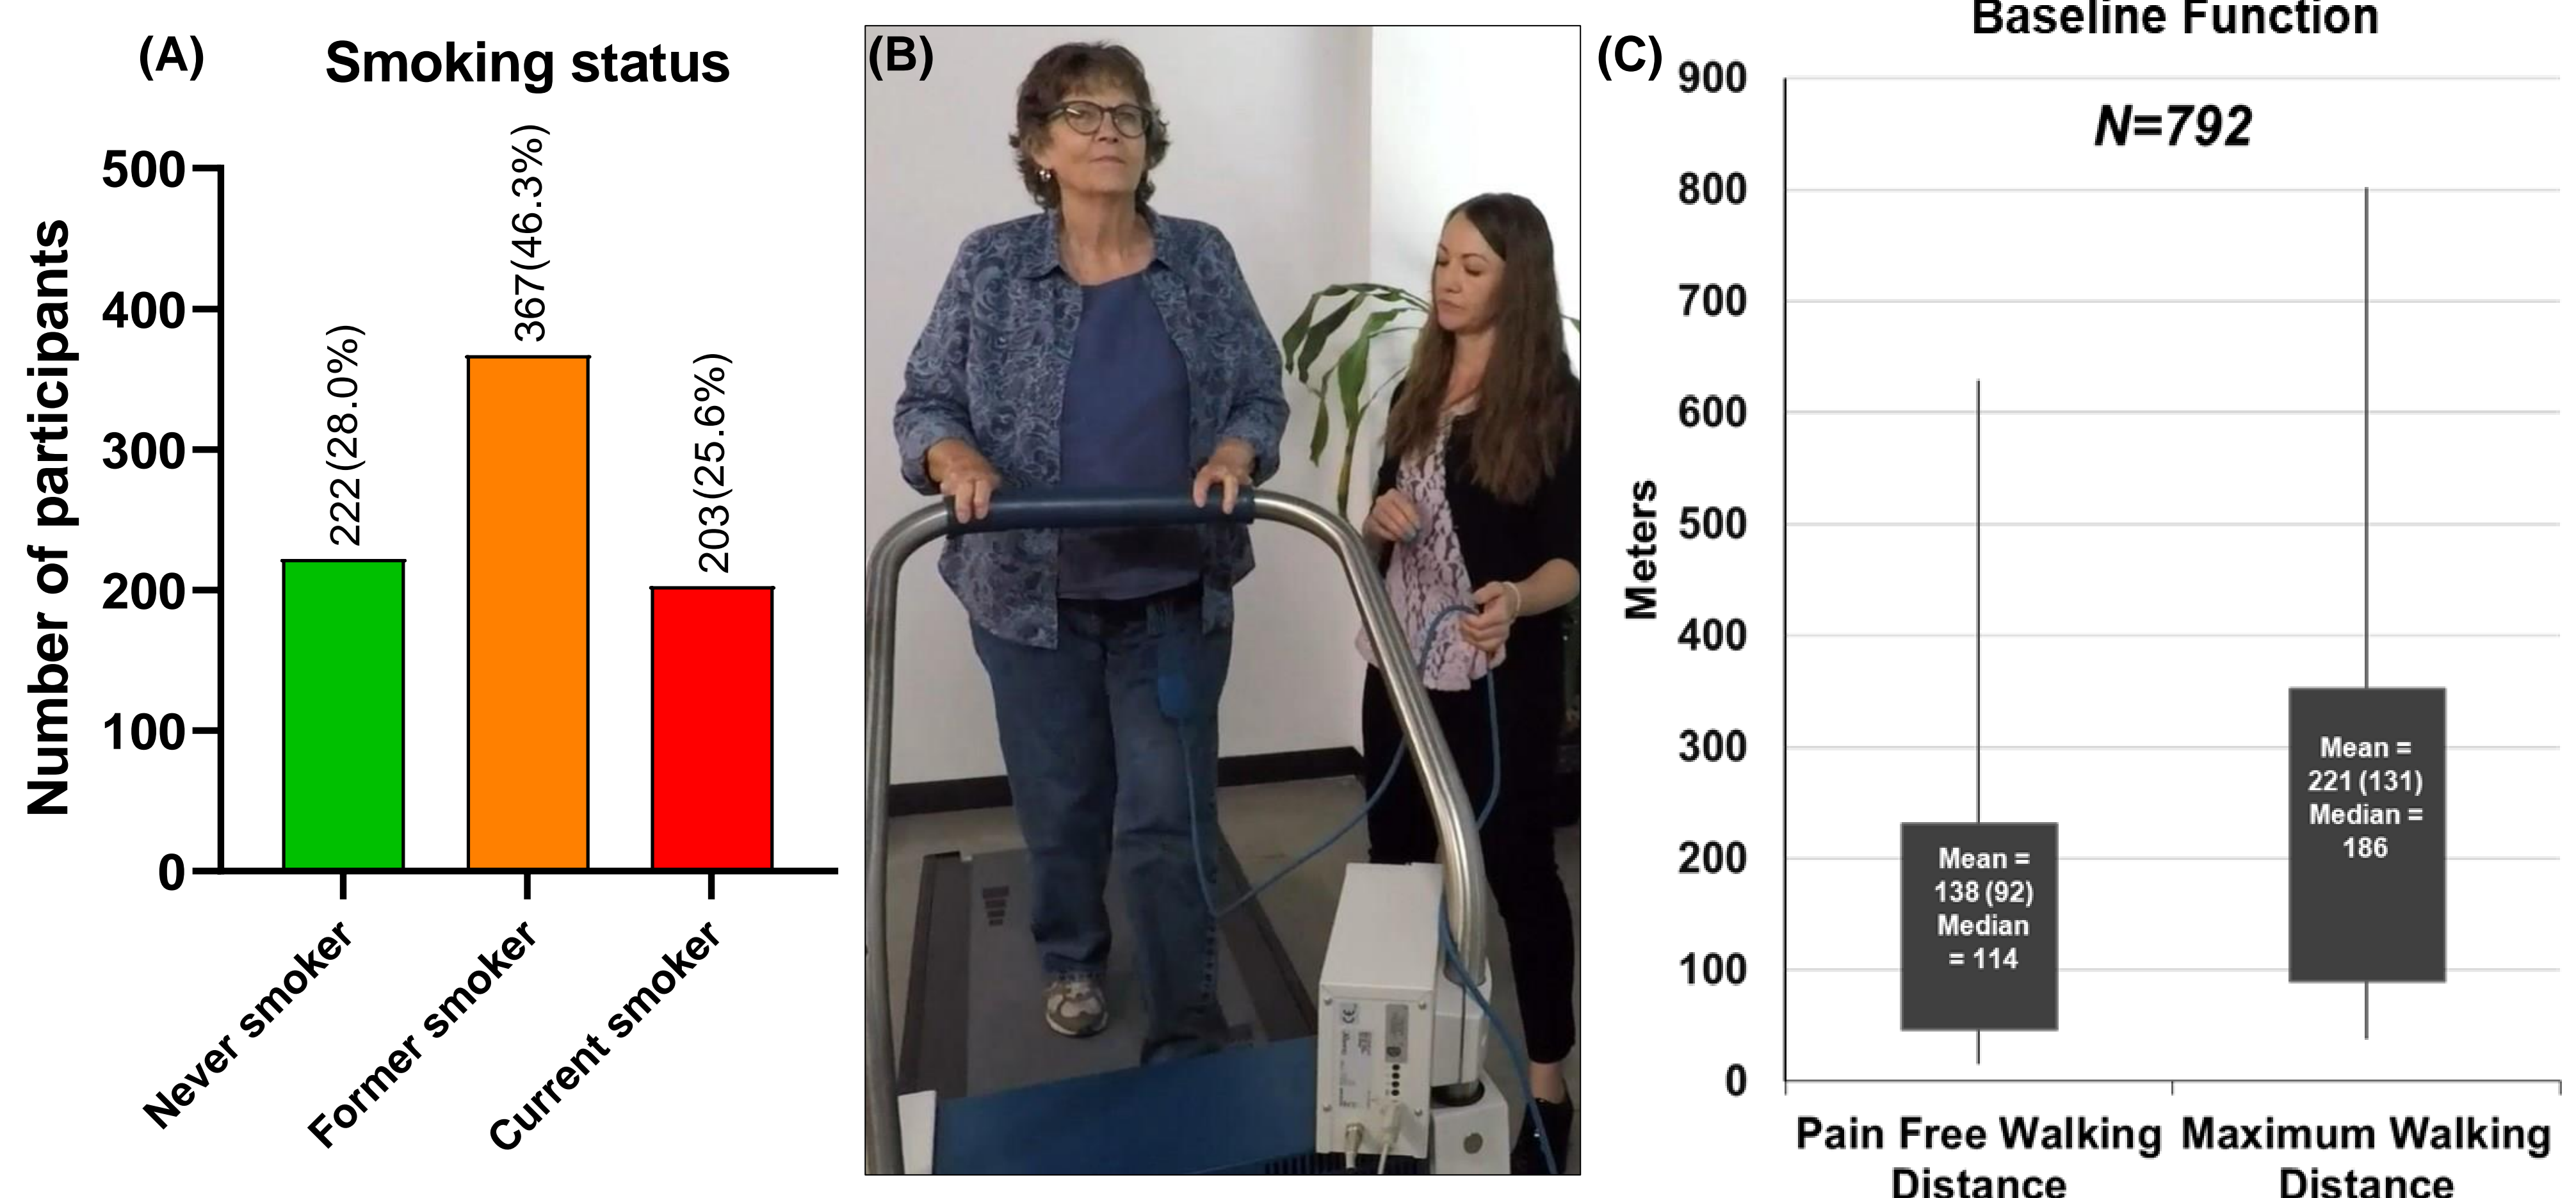 (A)
Smoking status
Number of participants
500
400
300
200
100
0
222 (28.0%)
367(46.3%)
203(25.6%)
Never smoker
Former smoker
Current smoker
(B)
CE
(C)
Baseline Function
N=792
Meters
900
800
700
600
500
400
300
200
100
0
Mean =
138 (92)
Median
= 114
Mean =
221 (131)
Median =
186
Pain Free Walking
Distance
Maximum Walking
Distance